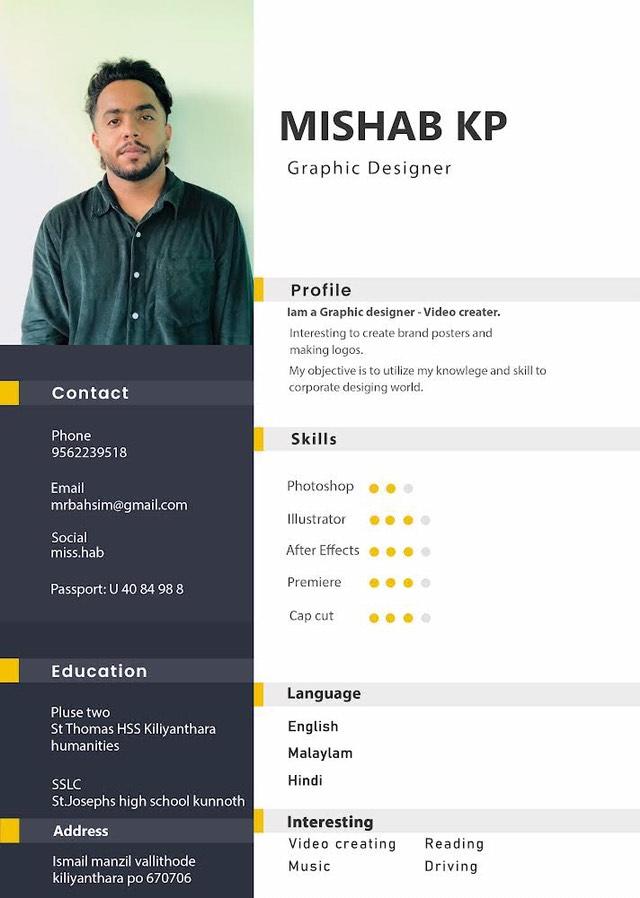 MISHAB KP
Graphic Designer
Profile
Iam a Graphic designer - Video creater.
Interesting to create brand posters and
making logos.
My objective is to utilize my knowlege and skill to
corporate desiging world.
Contact
Phone
9562239518
Email
mrbahsim@gmail.com
Social
miss.hab
Passport: U 40 84 98 8
Skills
Photoshop
Illustrator
After Effects
Premiere
Cap cut
Education
Pluse two
St Thomas HSS Kiliyanthara
humanities
SSLC
St.Josephs high school kunnoth
Address
Ismail manzil vallithode
kiliyanthara po 670706
Language
English
Malaylam
Hindi
Interesting
Video creating Reading
Music Driving